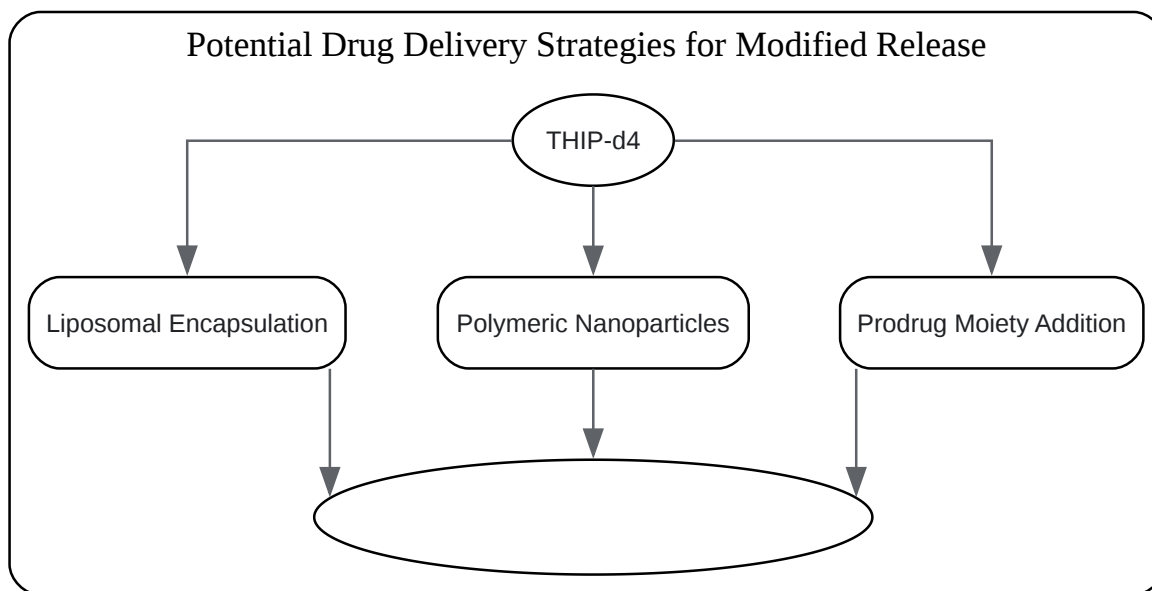 Potential Drug Delivery Strategies for Modified Release
THIP-d4
Liposomal Encapsulation
Polymeric Nanoparticles
Prodrug Moiety Addition